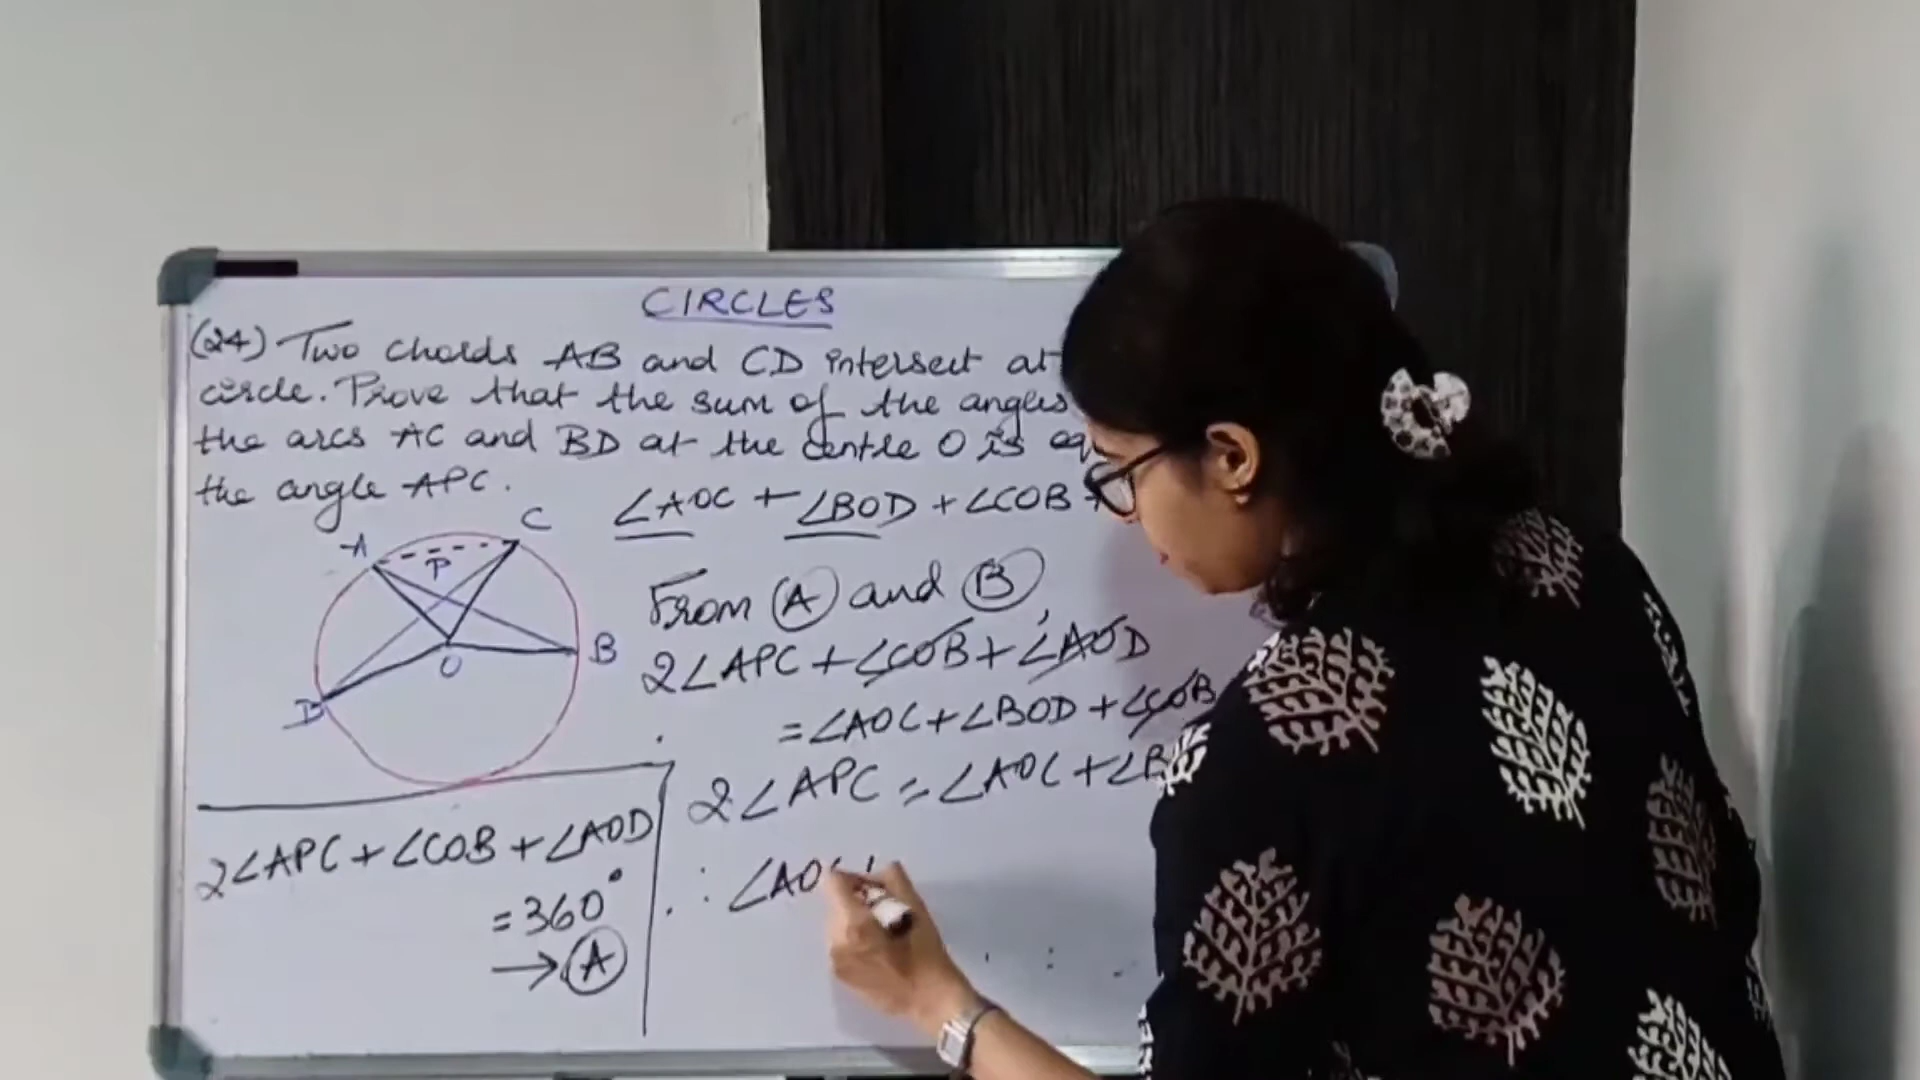 CIRCLES
(24) Two chords AB and CD intersect at
circle. Prove that the sum of the angles
the arcs AC and BD at the centre O is
the angle APC.
∠AOC + ∠BOD + ∠COB +
A
C
P
O
B
D
From (A) and (B),
2∠APC + ∠COB + ∠AOD
= ∠AOC + ∠BOD + ∠COB
2∠APC = ∠AOC + ∠B
∴ ∠AOC +
2∠APC + ∠COB + ∠AOD
= 360°
→ (A)